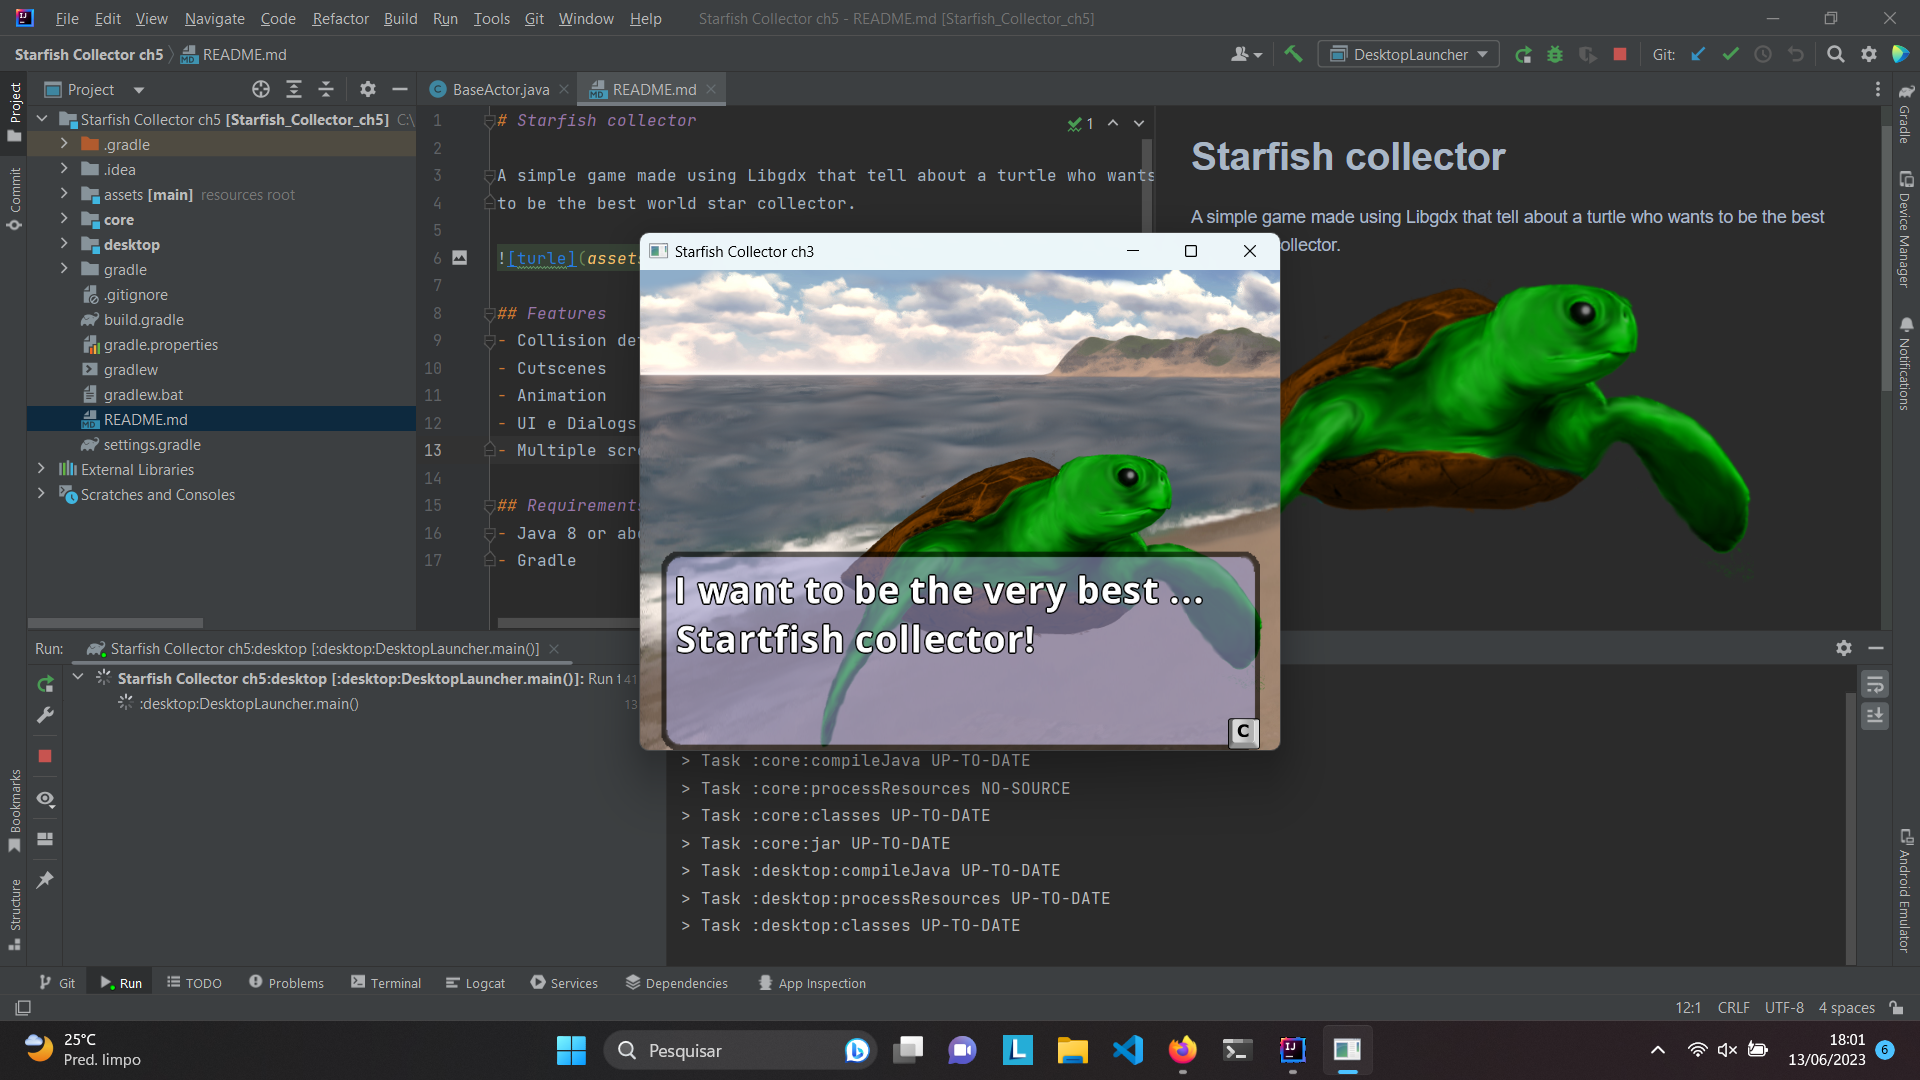 File Edit View Navigate Code Refactor Build Run Tools Git Window Help Starfish Collector ch5 - README.md [Starfish_Collector_ch5]
Starfish Collector ch5 README.md DesktopLauncher Git:
Project BaseActor.java README.md
Starfish Collector ch5 [Starfish_Collector_ch5] C:\
.gradle
.idea
assets [main] resources root
core
desktop
gradle
.gitignore
build.gradle
gradle.properties
gradlew
gradlew.bat
README.md
settings.gradle
External Libraries
Scratches and Consoles
Project
Commit
Bookmarks
Structure
1 # Starfish collector
2
3 A simple game made using Libgdx that tell about a turtle who wants
4 to be the best world star collector.
5
6 ![turle](assets
7
8 ## Features
9 - Collision de
10 - Cutscenes
11 - Animation
12 - UI e Dialogs
13 - Multiple scr
14
15 ## Requirements
16 - Java 8 or ab
17 - Gradle
1
Starfish collector
A simple game made using Libgdx that tell about a turtle who wants to be the best
ollector.
Gradle
Device Manager
Notifications
Android Emulator
Starfish Collector ch3
I want to be the very best ...
Startfish collector!
C
Run: Starfish Collector ch5:desktop [:desktop:DesktopLauncher.main()]
Starfish Collector ch5:desktop [:desktop:DesktopLauncher.main()]: Run 1 41
:desktop:DesktopLauncher.main() 13
> Task :core:compileJava UP-TO-DATE
> Task :core:processResources NO-SOURCE
> Task :core:classes UP-TO-DATE
> Task :core:jar UP-TO-DATE
> Task :desktop:compileJava UP-TO-DATE
> Task :desktop:processResources UP-TO-DATE
> Task :desktop:classes UP-TO-DATE
Git Run TODO Problems Terminal Logcat Services Dependencies App Inspection
12:1 CRLF UTF-8 4 spaces
25°C
Pred. limpo
Pesquisar
18:01
13/06/2023 6